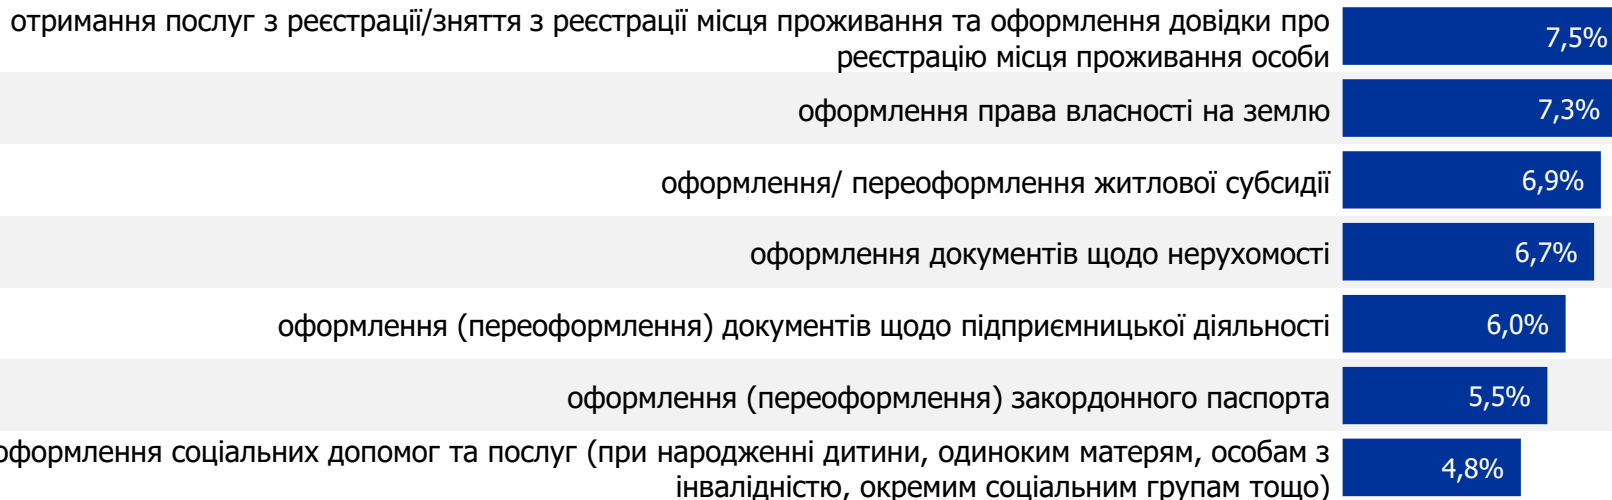 отримання послуг з реєстрації/зняття з реєстрації місця проживання та оформлення довідки про
реєстрацію місця проживання особи
7,5%
оформлення права власності на землю
7,3%
оформлення/ переоформлення житлової субсидії
6,9%
оформлення документів щодо нерухомості
6,7%
оформлення (переоформлення) документів щодо підприємницької діяльності
6,0%
оформлення (переоформлення) закордонного паспорта
5,5%
оформлення соціальних допомог та послуг (при народженні дитини, одиноким матерям, особам з
інвалідністю, окремим соціальним групам тощо)
4,8%